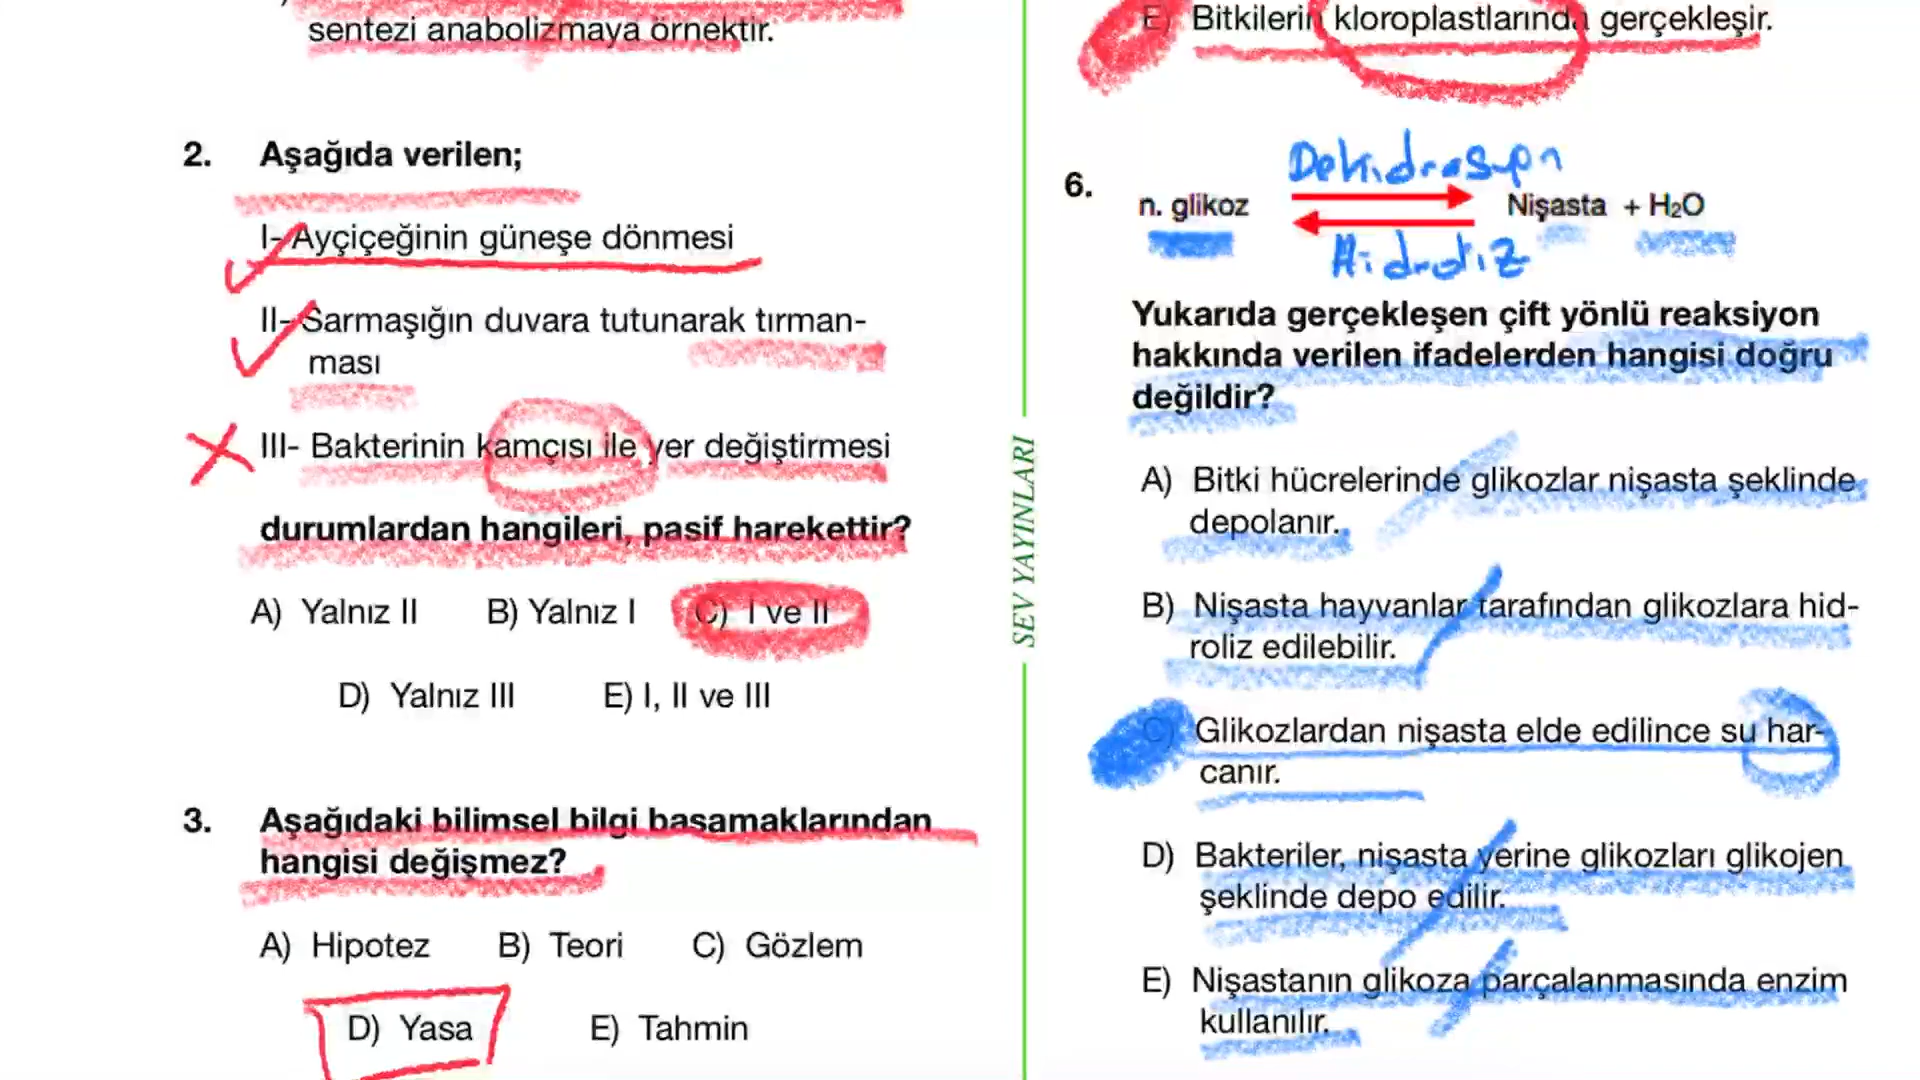 sentezi anabolizmaya örnektir.
2. Aşağıda verilen;
I- Ayçiçeğinin güneşe dönmesi
II- Sarmaşığın duvara tutunarak tırman-
ması
III- Bakterinin kamçısı ile yer değiştirmesi
durumlardan hangileri, pasif harekettir?
A) Yalnız II B) Yalnız I C) I ve II
D) Yalnız III E) I, II ve III
3. Aşağıdaki bilimsel bilgi basamaklarından
hangisi değişmez?
A) Hipotez B) Teori C) Gözlem
D) Yasa E) Tahmin
SEV YAYINLARI
E) Bitkilerin kloroplastlarında gerçekleşir.
Dehidrasyon
6. n. glikoz Nişasta + H₂O
Hidroliz
Yukarıda gerçekleşen çift yönlü reaksiyon
hakkında verilen ifadelerden hangisi doğru
değildir?
A) Bitki hücrelerinde glikozlar nişasta şeklinde
depolanır.
B) Nişasta hayvanlar tarafından glikozlara hid-
roliz edilebilir.
C) Glikozlardan nişasta elde edilince su har-
canır.
D) Bakteriler, nişasta yerine glikozları glikojen
şeklinde depo edilir.
E) Nişastanın glikoza parçalanmasında enzim
kullanılır.